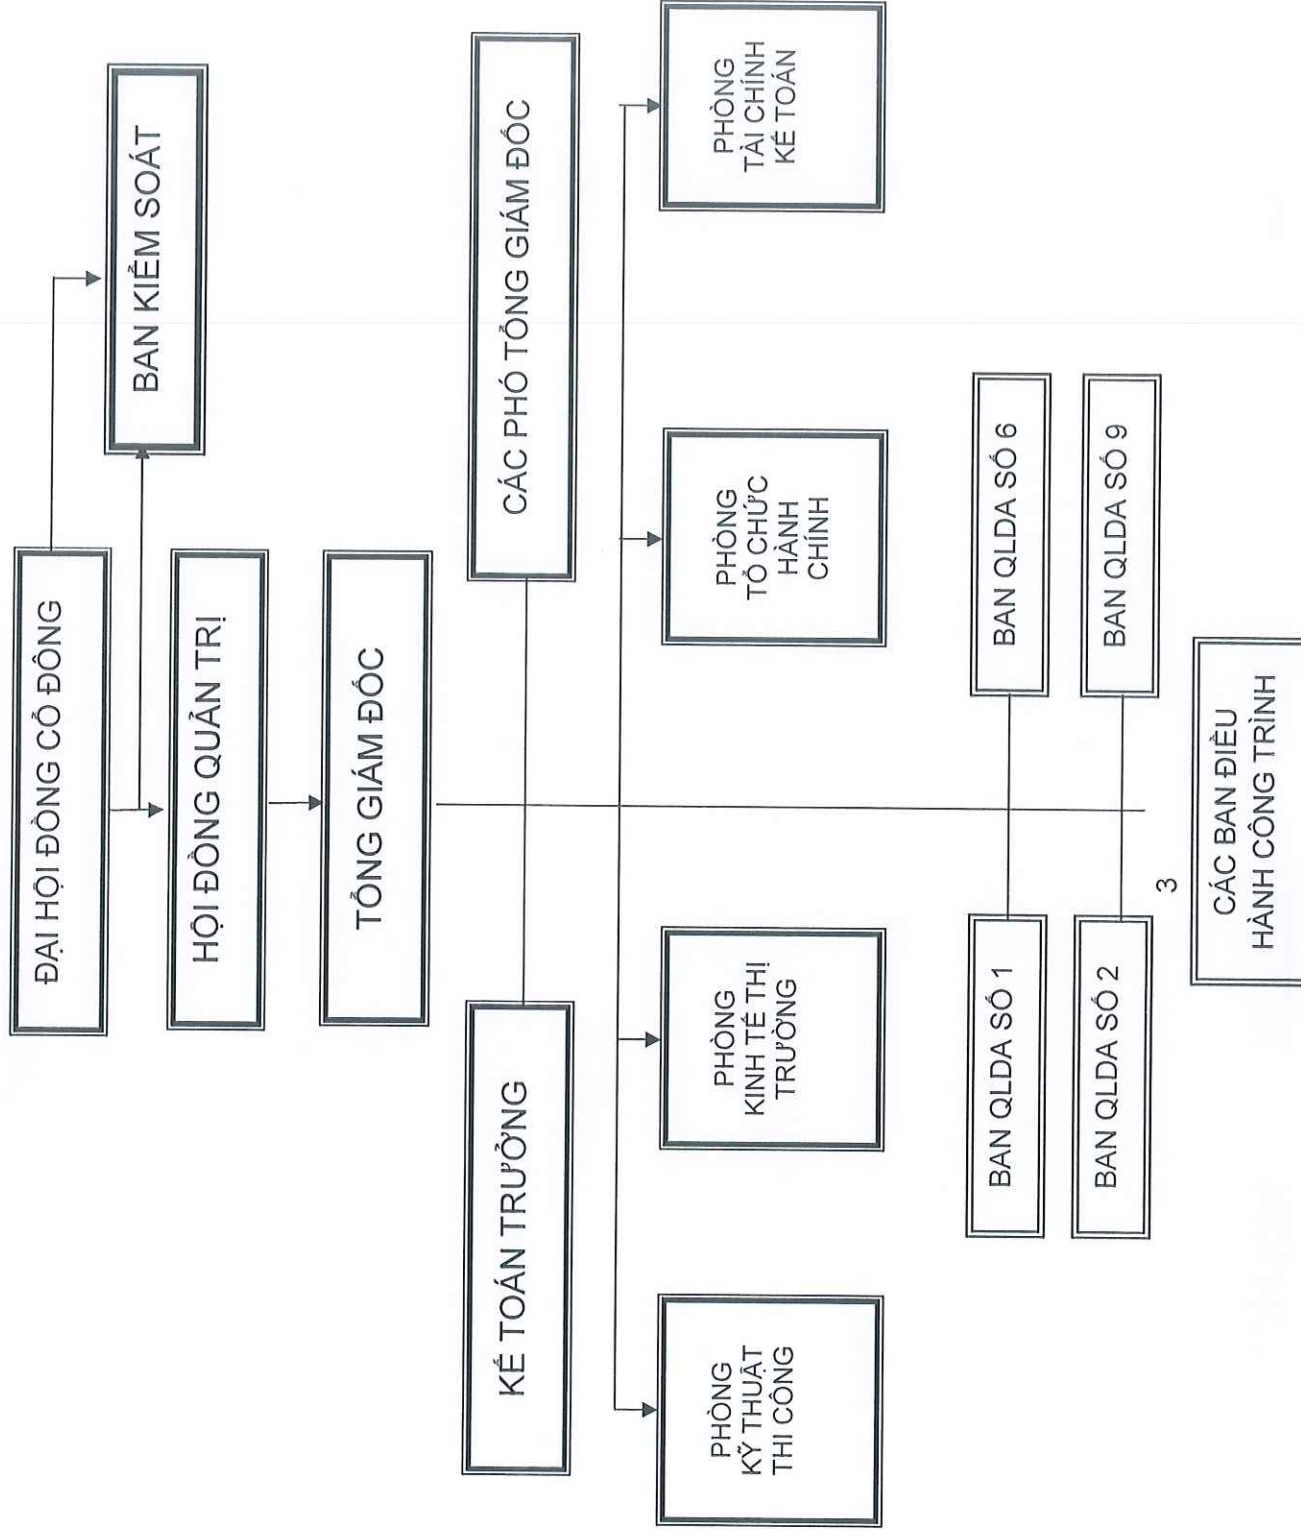 ĐẠI HỘI ĐỒNG CỔ ĐÔNG
BAN KIỂM SOÁT
HỘI ĐỒNG QUẢN TRỊ
TỔNG GIÁM ĐỐC
KẾ TOÁN TRƯỞNG
CÁC PHÓ TỔNG GIÁM ĐỐC
PHÒNG
KỸ THUẬT
THI CÔNG
PHÒNG
KINH TẾ THỊ
TRƯỜNG
PHÒNG
TỔ CHỨC
HÀNH
CHÍNH
PHÒNG
TÀI CHÍNH
KẾ TOÁN
BAN QLDA SỐ 1
BAN QLDA SỐ 6
BAN QLDA SỐ 2
BAN QLDA SỐ 9
3
CÁC BAN ĐIỀU
HÀNH CÔNG TRÌNH